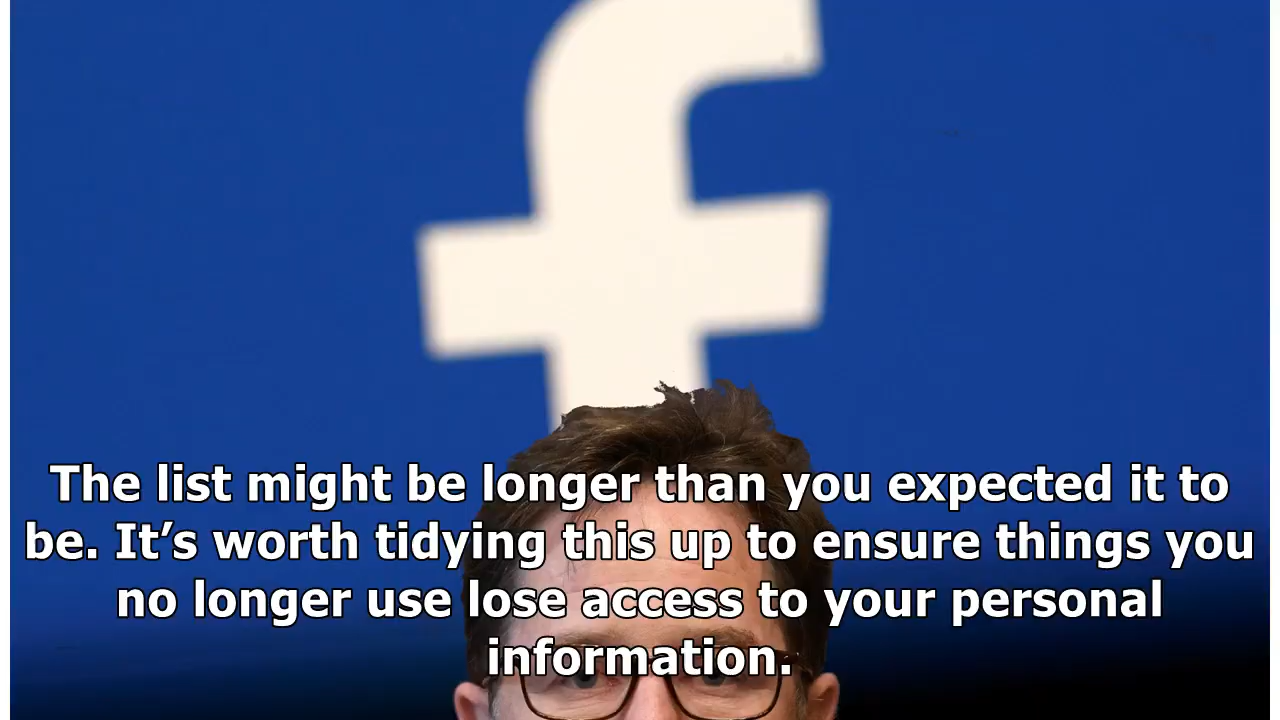 The list might be longer than you expected it to
be. It’s worth tidying this up to ensure things you
no longer use lose access to your personal
information.